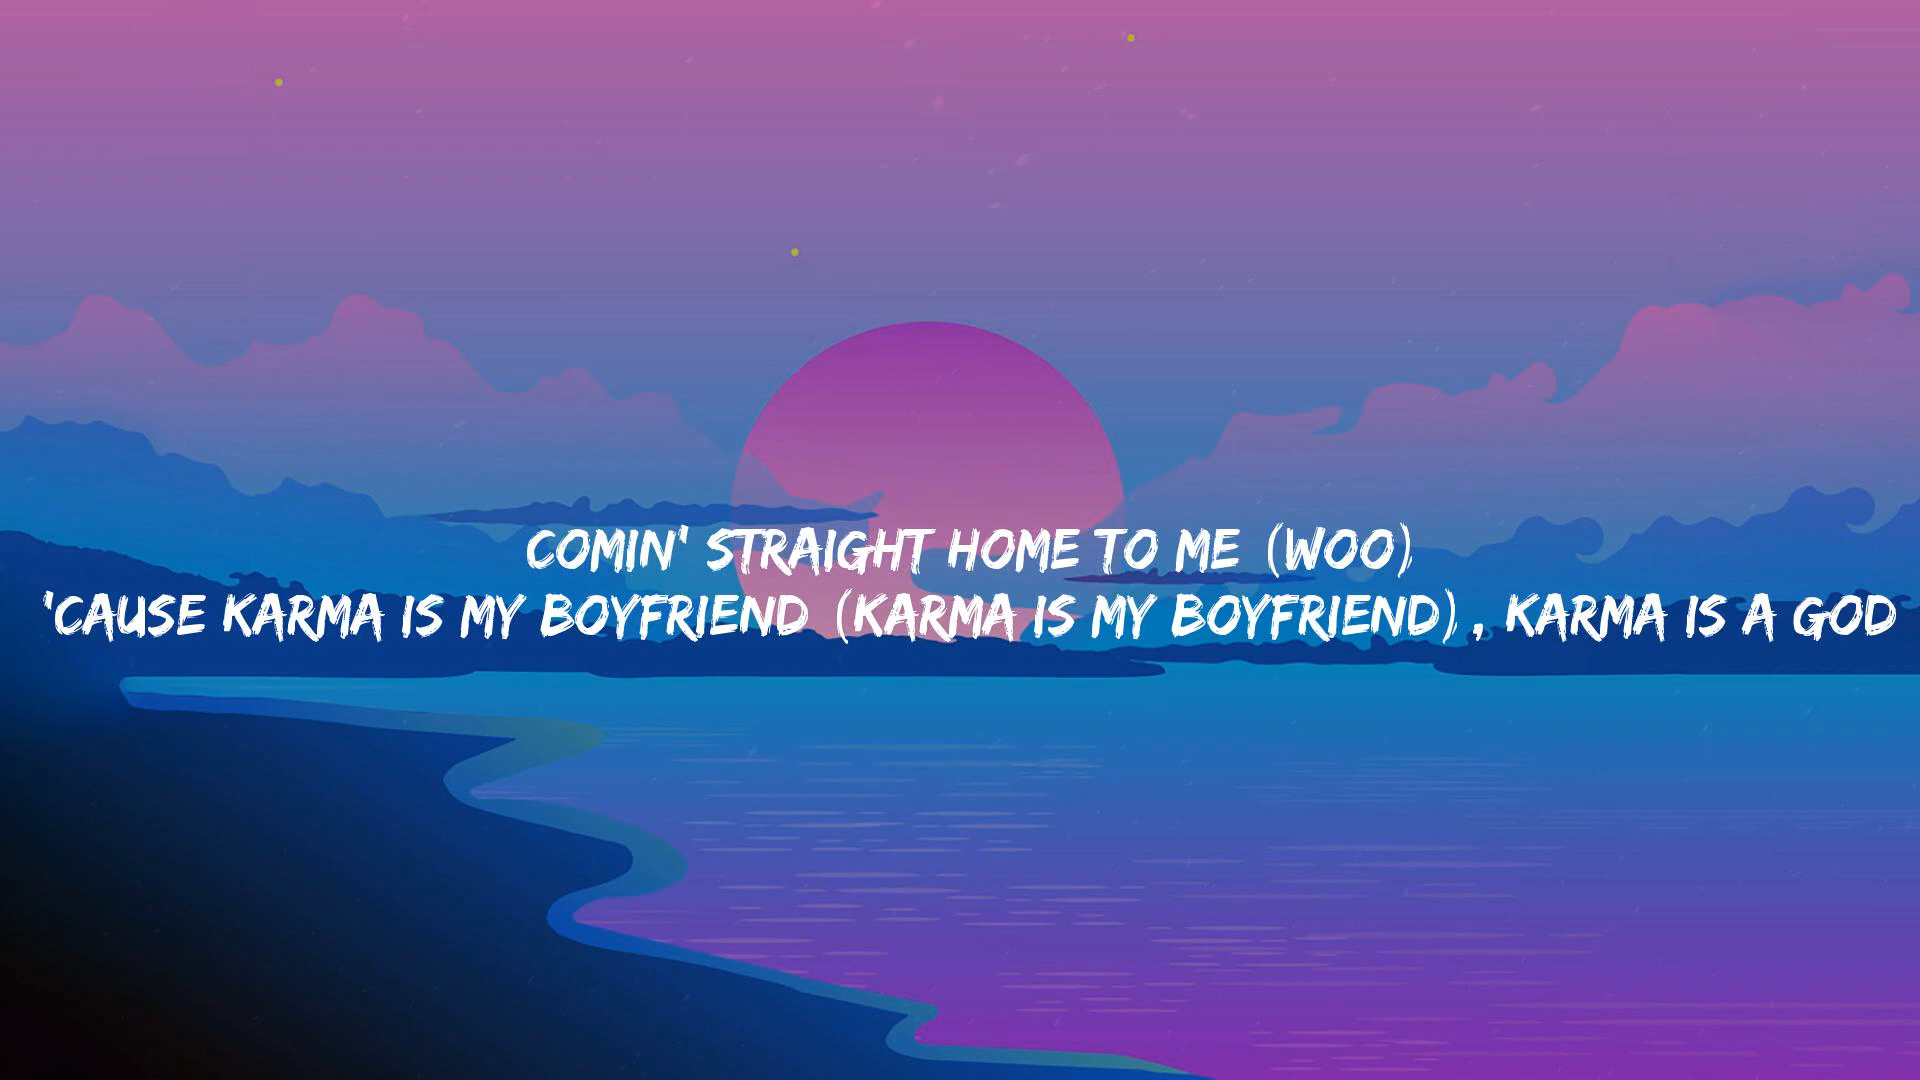 COMIN' STRAIGHT HOME TO ME (WOO)
'CAUSE KARMA IS MY BOYFRIEND (KARMA IS MY BOYFRIEND), KARMA IS A GOD